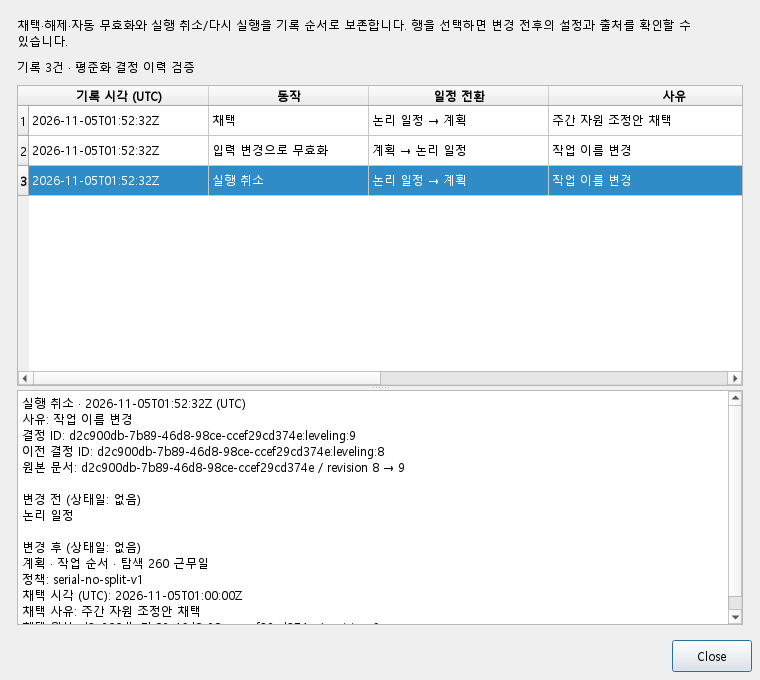 채택·해제·자동 무효화와 실행 취소/다시 실행을 기록 순서로 보존합니다. 행을 선택하면 변경 전후의 설정과 출처를 확인할 수
있습니다.
기록 3건 · 평준화 결정 이력 검증
기록 시각 (UTC) 동작 일정 전환 사유
1 2026-11-05T01:52:32Z 채택 논리 일정 → 계획 주간 자원 조정안 채택
2 2026-11-05T01:52:32Z 입력 변경으로 무효화 계획 → 논리 일정 작업 이름 변경
3 2026-11-05T01:52:32Z 실행 취소 논리 일정 → 계획 작업 이름 변경
실행 취소 · 2026-11-05T01:52:32Z (UTC)
사유: 작업 이름 변경
결정 ID: d2c900db-7b89-46d8-98ce-ccef29cd374e:leveling:9
이전 결정 ID: d2c900db-7b89-46d8-98ce-ccef29cd374e:leveling:8
원본 문서: d2c900db-7b89-46d8-98ce-ccef29cd374e / revision 8 → 9
변경 전 (상태일: 없음)
논리 일정
변경 후 (상태일: 없음)
계획 · 작업 순서 · 탐색 260 근무일
정책: serial-no-split-v1
채택 시각 (UTC): 2026-11-05T01:00:00Z
채택 사유: 주간 자원 조정안 채택
Close